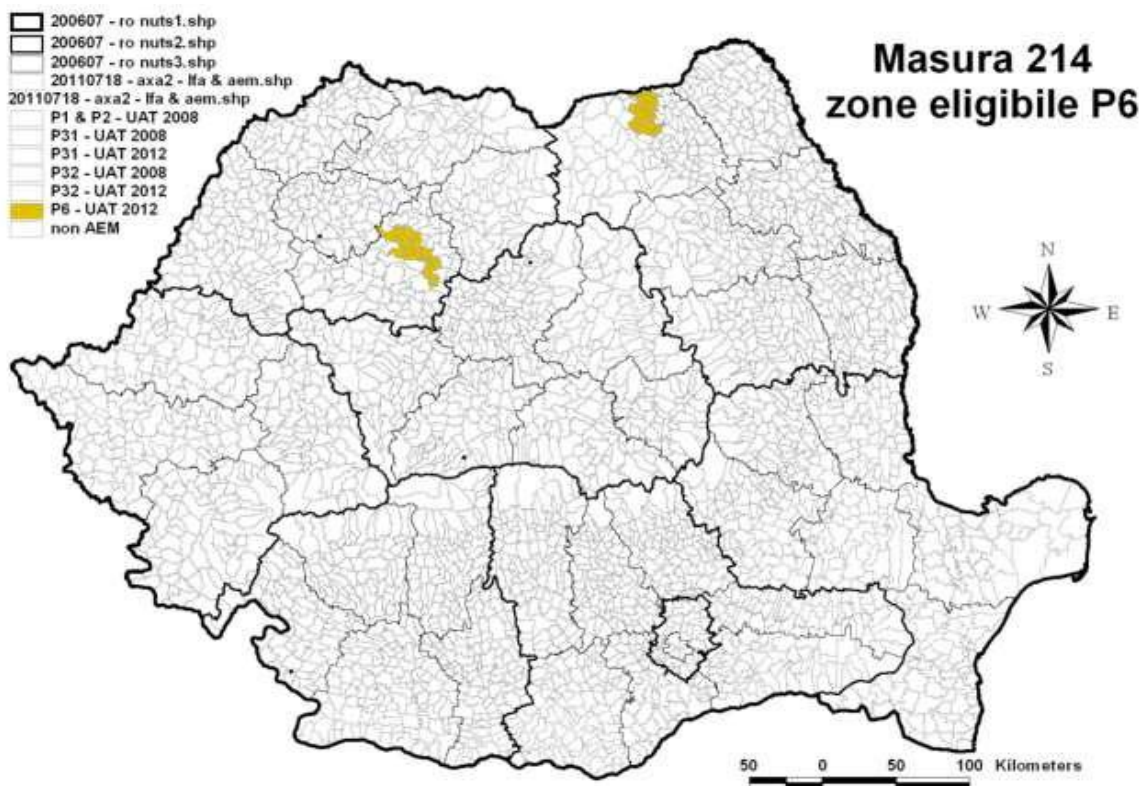 200607 - ro nuts1.shp
200607 - ro nuts2.shp
200607 - ro nuts3.shp
20110718 - axa2 - lfa & aem.shp
20110718 - axa2 - lfa & aem.shp
P1 & P2 - UAT 2008
P31 - UAT 2008
P31 - UAT 2012
P32 - UAT 2008
P32 - UAT 2012
P6 - UAT 2012
non AEM
Masura 214
zone eligibile P6
N
W E
S
50 0 50 100 Kilometers